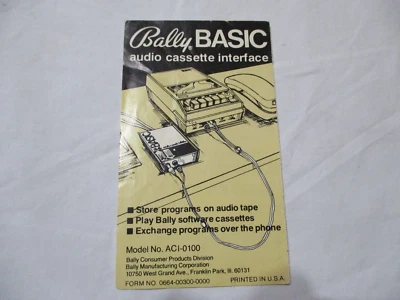 Bally BASIC
audio cassette interface
■ Store programs on audio tape
■ Play Bally software cassettes
■ Exchange programs over the phone
Model No. ACI-0100
Bally Consumer Products Division
Bally Manufacturing Corporation
10750 West Grand Ave., Franklin Park, Ill. 60131
FORM NO. 0664-00300-0000 PRINTED IN U.S.A.